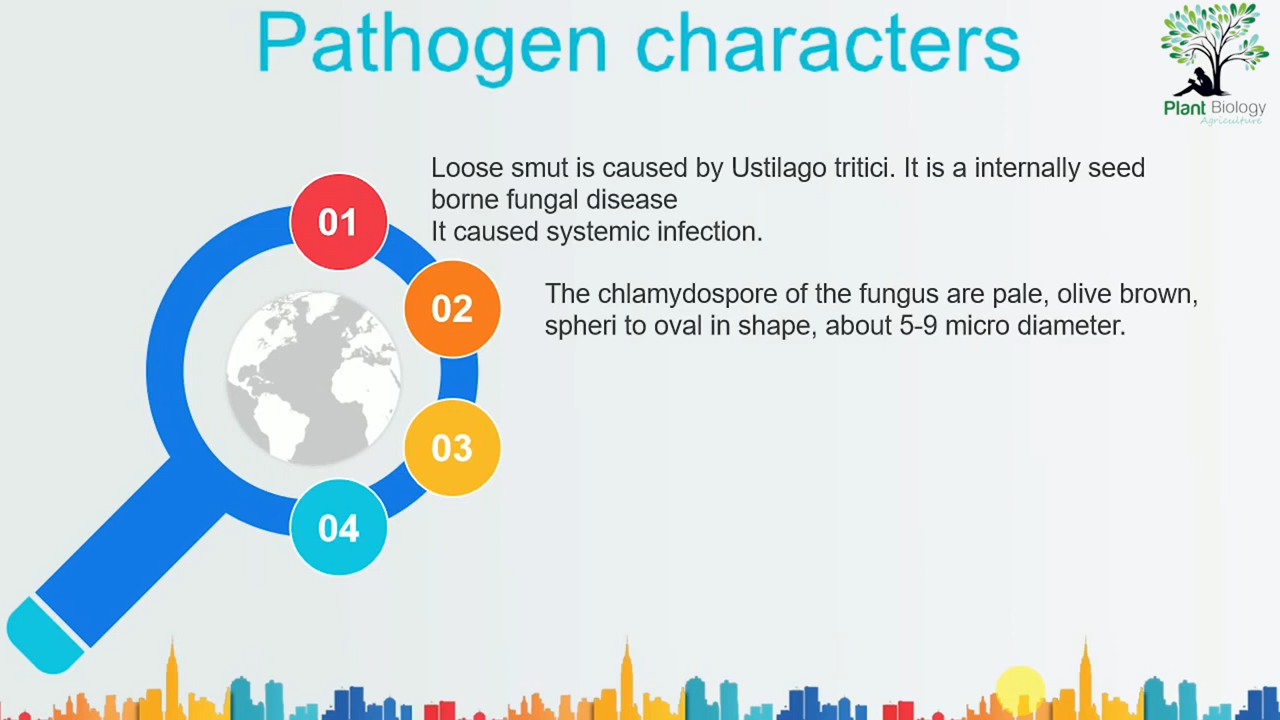 Pathogen characters
Plant Biology
Agriculture
01
Loose smut is caused by Ustilago tritici. It is a internally seed
borne fungal disease
It caused systemic infection.
02
The chlamydospore of the fungus are pale, olive brown,
spheri to oval in shape, about 5-9 micro diameter.
03
04